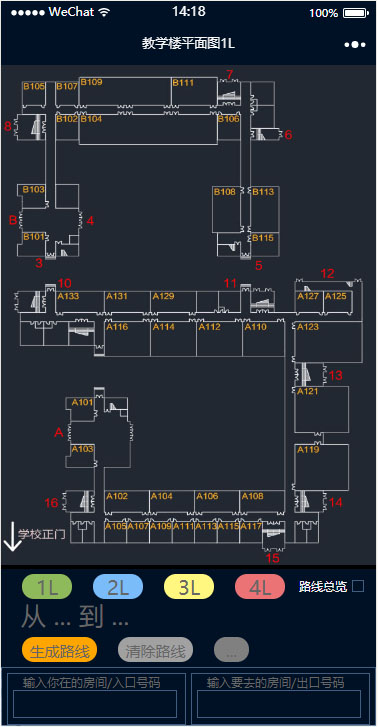 WeChat 14:18 100%
教学楼平面图1L
7
B105 B107 B109 B111
8 B102 B104 B106 6
B103 B108 B113
B 4
B101 B115
3 5
10 11 12
A133 A131 A129 A127 A125
A116 A114 A112 A110 A123
13
A121
A101
A
A103 A119
16 A102 A104 A106 A108 14
A105 A107 A109 A111 A113 A115 A117
学校正门
15
1L 2L 3L 4L 路线总览
从 ... 到 ...
生成路线 清除路线 ...
输入你在的房间/入口号码 输入要去的房间/出口号码